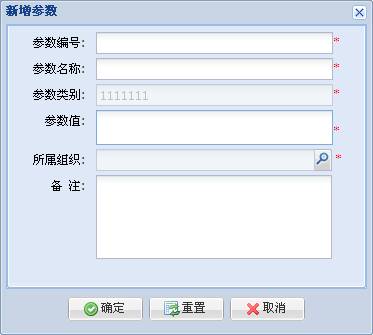 新增参数
参数编号: *
参数名称: *
参数类别: 1111111 *
参数值: *
所属组织: *
备 注:
确定 重置 取消